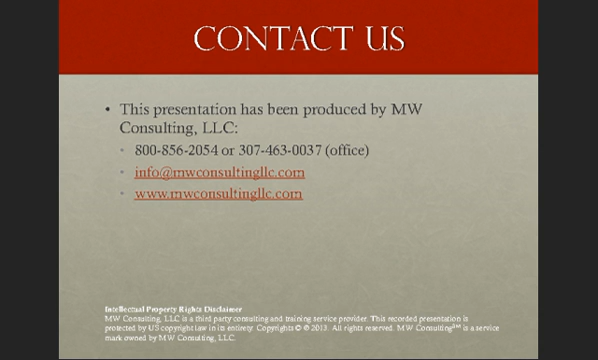 CONTACT US
• This presentation has been produced by MW
Consulting, LLC:
• 800-856-2054 or 307-463-0037 (office)
• info@mwconsultingllc.com
• www.mwconsultingllc.com
Intellectual Property Rights Disclaimer
MW Consulting, LLC is a third party consulting and training service provider. This recorded presentation is
protected by US copyright law in its entirety. Copyrights © ® 2013. All rights reserved. MW Consulting℠ is a service
mark owned by MW Consulting, LLC.